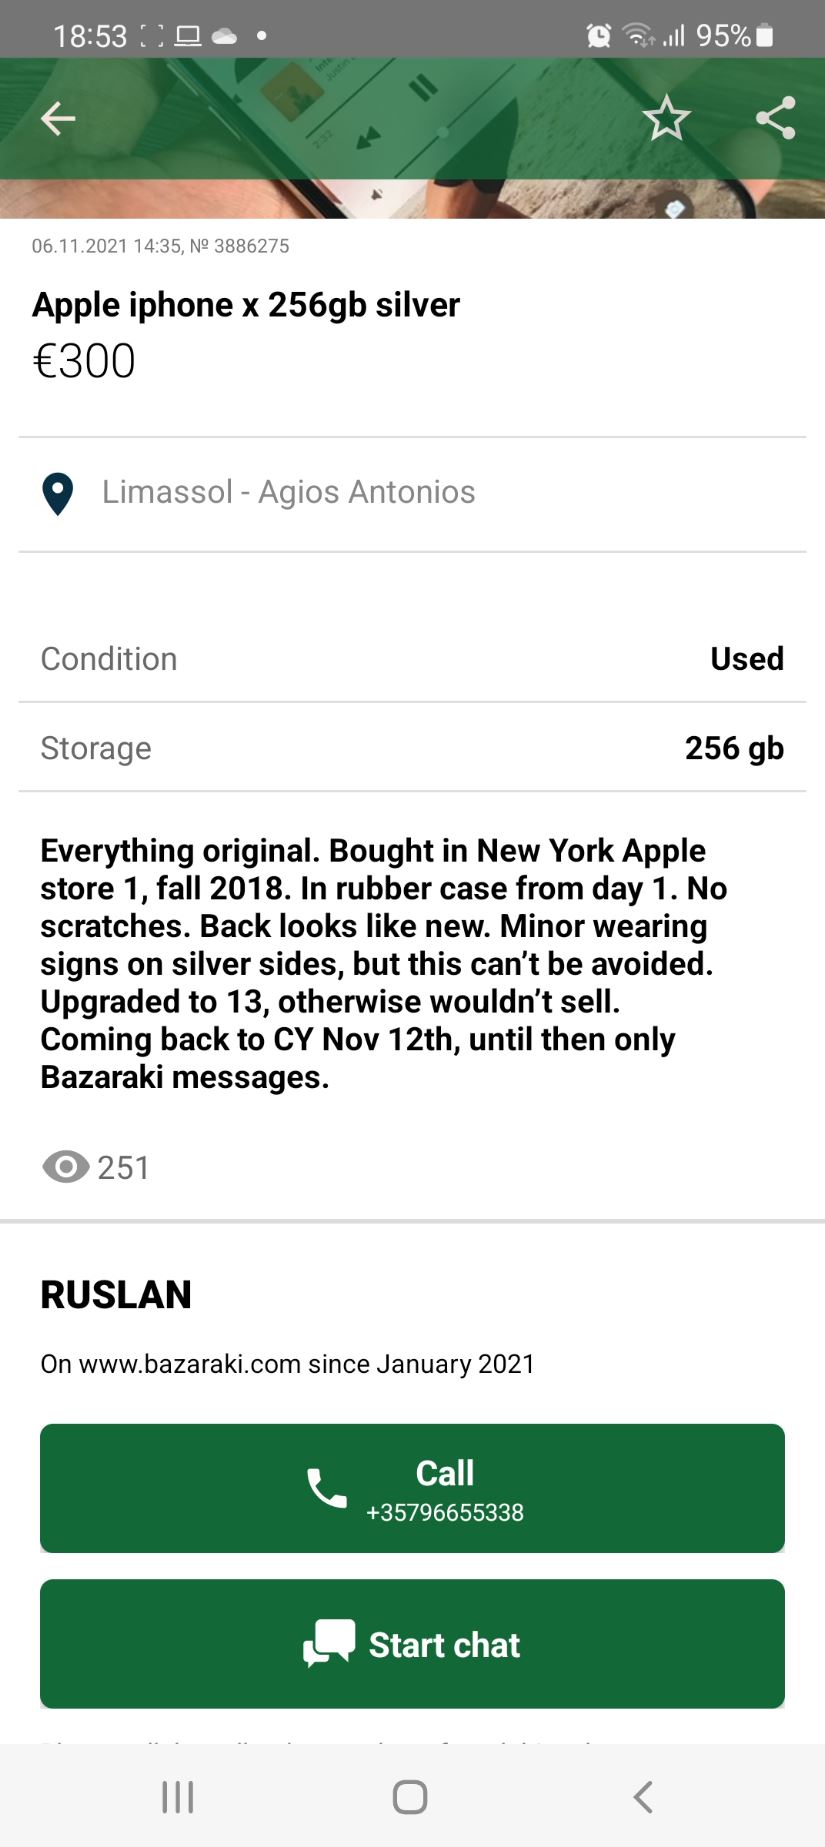 18:53
95%
Inte
Justin
2:32
06.11.2021 14:35, № 3886275
Apple iphone x 256gb silver
€300
Limassol - Agios Antonios
Condition
Used
Storage
256 gb
Everything original. Bought in New York Apple
store 1, fall 2018. In rubber case from day 1. No
scratches. Back looks like new. Minor wearing
signs on silver sides, but this can’t be avoided.
Upgraded to 13, otherwise wouldn’t sell.
Coming back to CY Nov 12th, until then only
Bazaraki messages.
251
RUSLAN
On www.bazaraki.com since January 2021
Call
+35796655338
Start chat